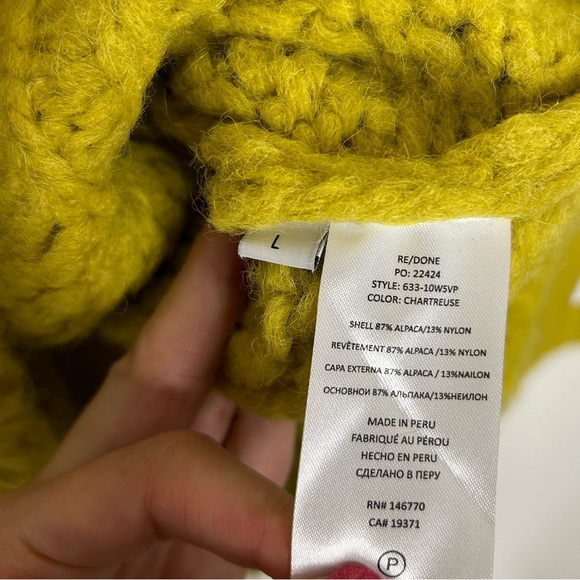 L
RE/DONE
PO: 22424
STYLE: 633-10W5VP
COLOR: CHARTREUSE
SHELL 87% ALPACA/13% NYLON
REVÊTEMENT 87% ALPACA /13% NYLON
CAPA EXTERNA 87% ALPACA / 13%NAILON
ОСНОВНОЙ 87% АЛЬПАКА/13%НЕИЛОН
MADE IN PERU
FABRIQUÉ AU PÉROU
HECHO EN PERU
СДЕЛАНО В ПЕРУ
RN# 146770
CA# 19371
P